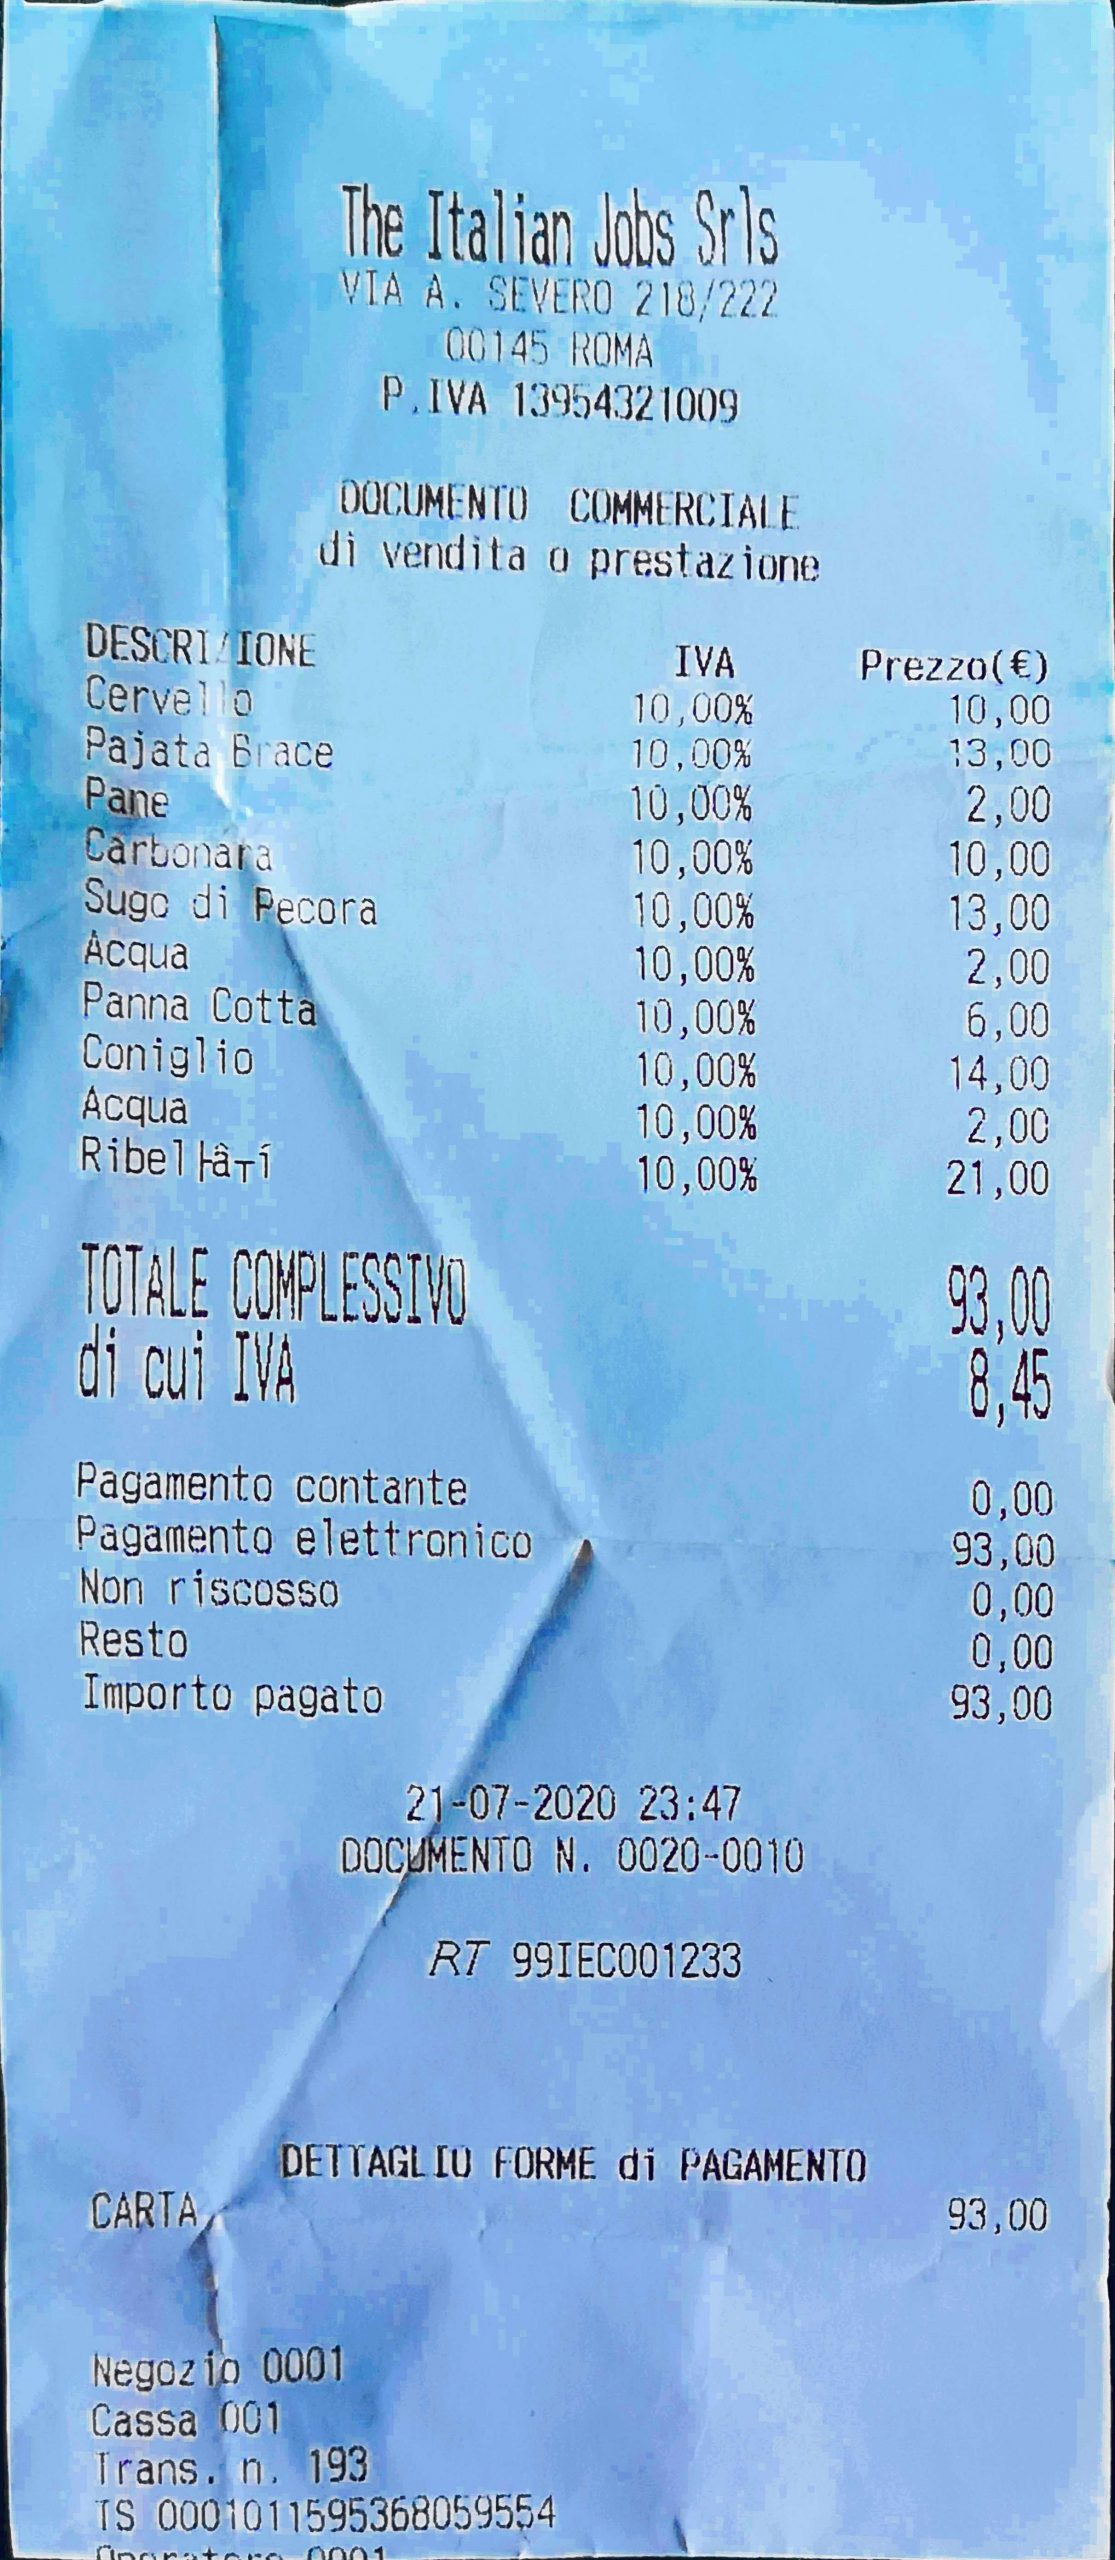 The Italian Jobs Srls
VIA A. SEVERO 218/222
00145 ROMA
P.IVA 13954321009
DOCUMENTO COMMERCIALE
di vendita o prestazione
DESCRIZIONE IVA Prezzo(€)
Cervello 10,00% 10,00
Pajata Brace 10,00% 13,00
Pane 10,00% 2,00
Carbonara 10,00% 10,00
Sugo di Pecora 10,00% 13,00
Acqua 10,00% 2,00
Panna Cotta 10,00% 6,00
Coniglio 10,00% 14,00
Acqua 10,00% 2,00
Ribel├â┬í 10,00% 21,00
TOTALE COMPLESSIVO 93,00
di cui IVA 8,45
Pagamento contante 0,00
Pagamento elettronico 93,00
Non riscosso 0,00
Resto 0,00
Importo pagato 93,00
21-07-2020 23:47
DOCUMENTO N. 0020-0010
RT 99IEC001233
DETTAGLIO FORME di PAGAMENTO
CARTA 93,00
Negozio 0001
Cassa 001
Trans. n. 193
TS 0001011595368059554
Operatore 0001